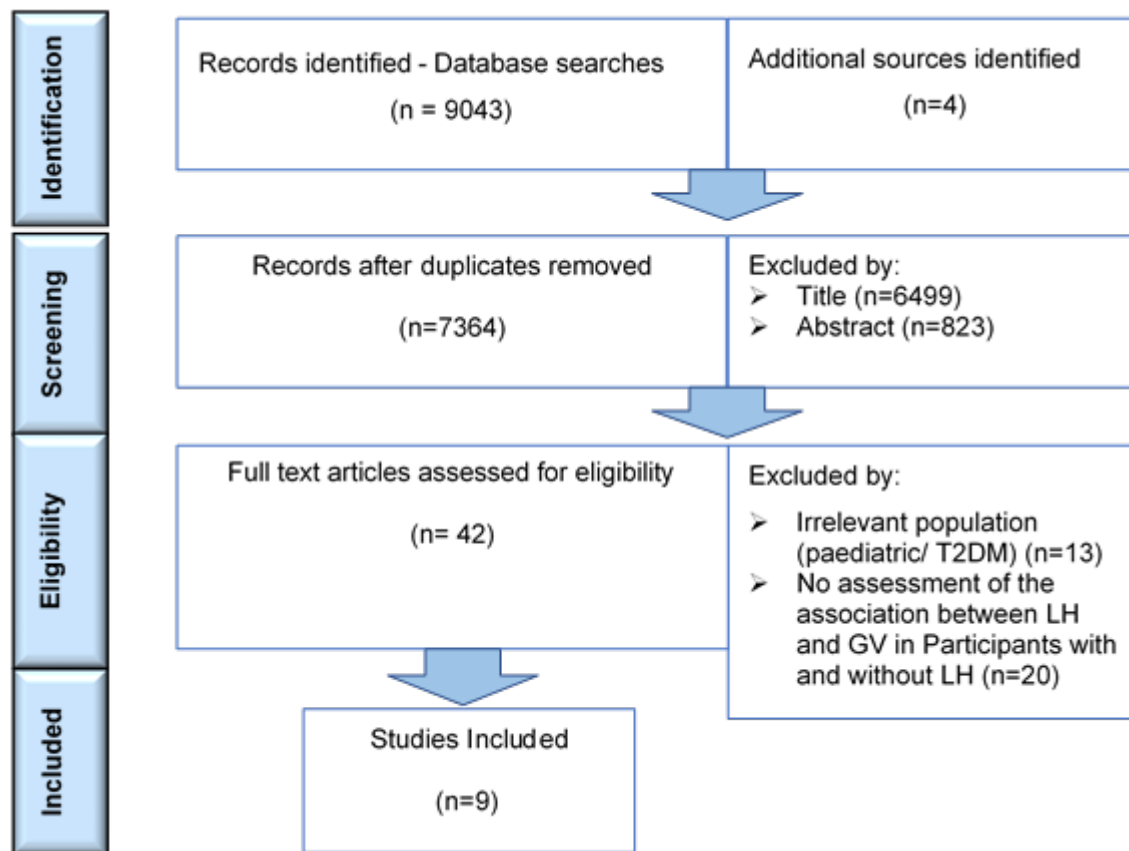 Identification
Records identified - Database searches
(n = 9043)
Additional sources identified
(n=4)
Screening
Records after duplicates removed
(n=7364)
Excluded by:
➢ Title (n=6499)
➢ Abstract (n=823)
Eligibility
Full text articles assessed for eligibility
(n= 42)
Excluded by:
➢ Irrelevant population
(paediatric/ T2DM) (n=13)
➢ No assessment of the
association between LH
and GV in Participants with
and without LH (n=20)
Included
Studies Included
(n=9)